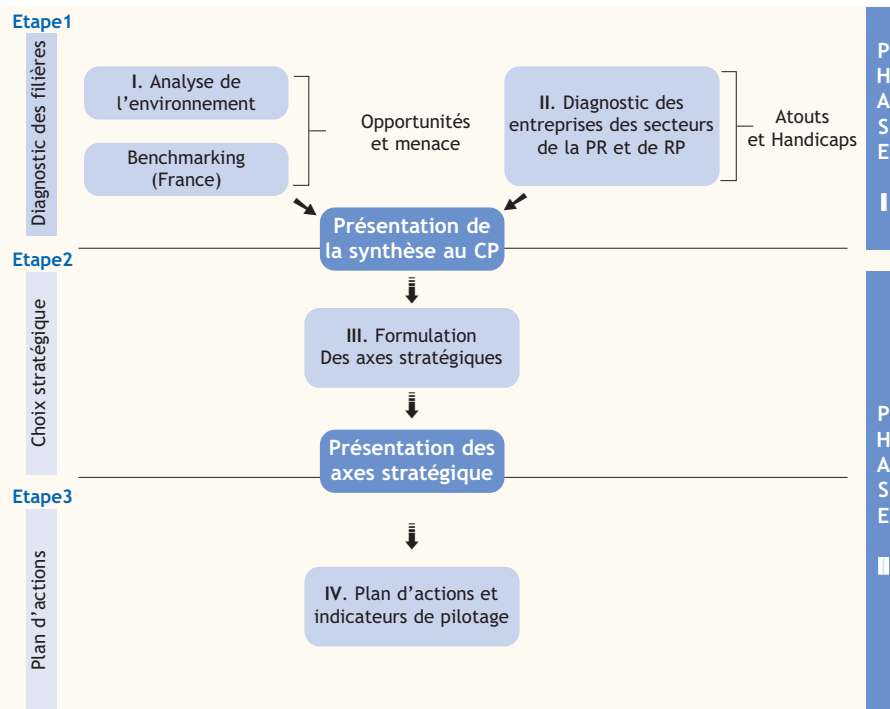 Etape1
Diagnostic des filières
I. Analyse de
l'environnement
Benchmarking
(France)
Opportunités
et menace
II. Diagnostic des
entreprises des secteurs
de la PR et de RP
Atouts
et Handicaps
PHASE I
Présentation de
la synthèse au CP
Etape2
Choix stratégique
III. Formulation
Des axes stratégiques
Présentation des
axes stratégique
PHASE II
Etape3
Plan d'actions
IV. Plan d'actions et
indicateurs de pilotage